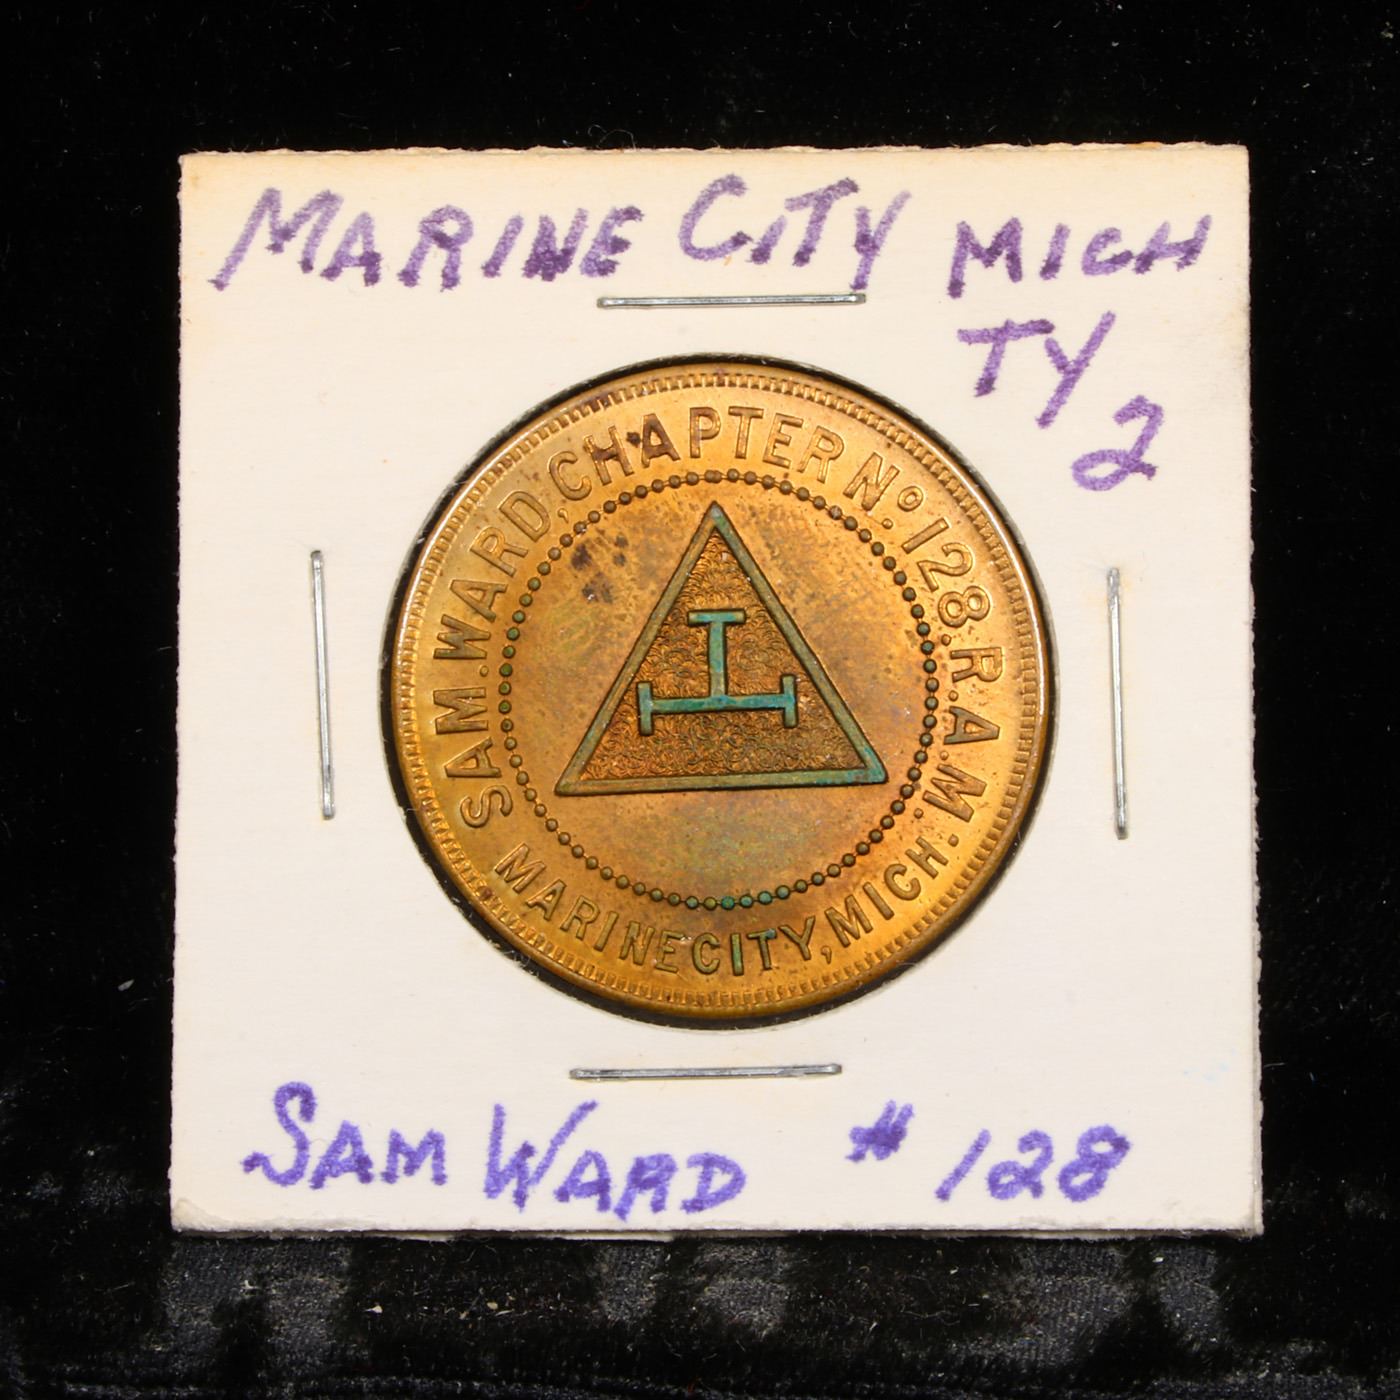 MARINE CITY MICH
TY 2
SAM. WARD, CHAPTER No. 128. R. A. M.
MARINE CITY, MICH.
SAM WARD # 128